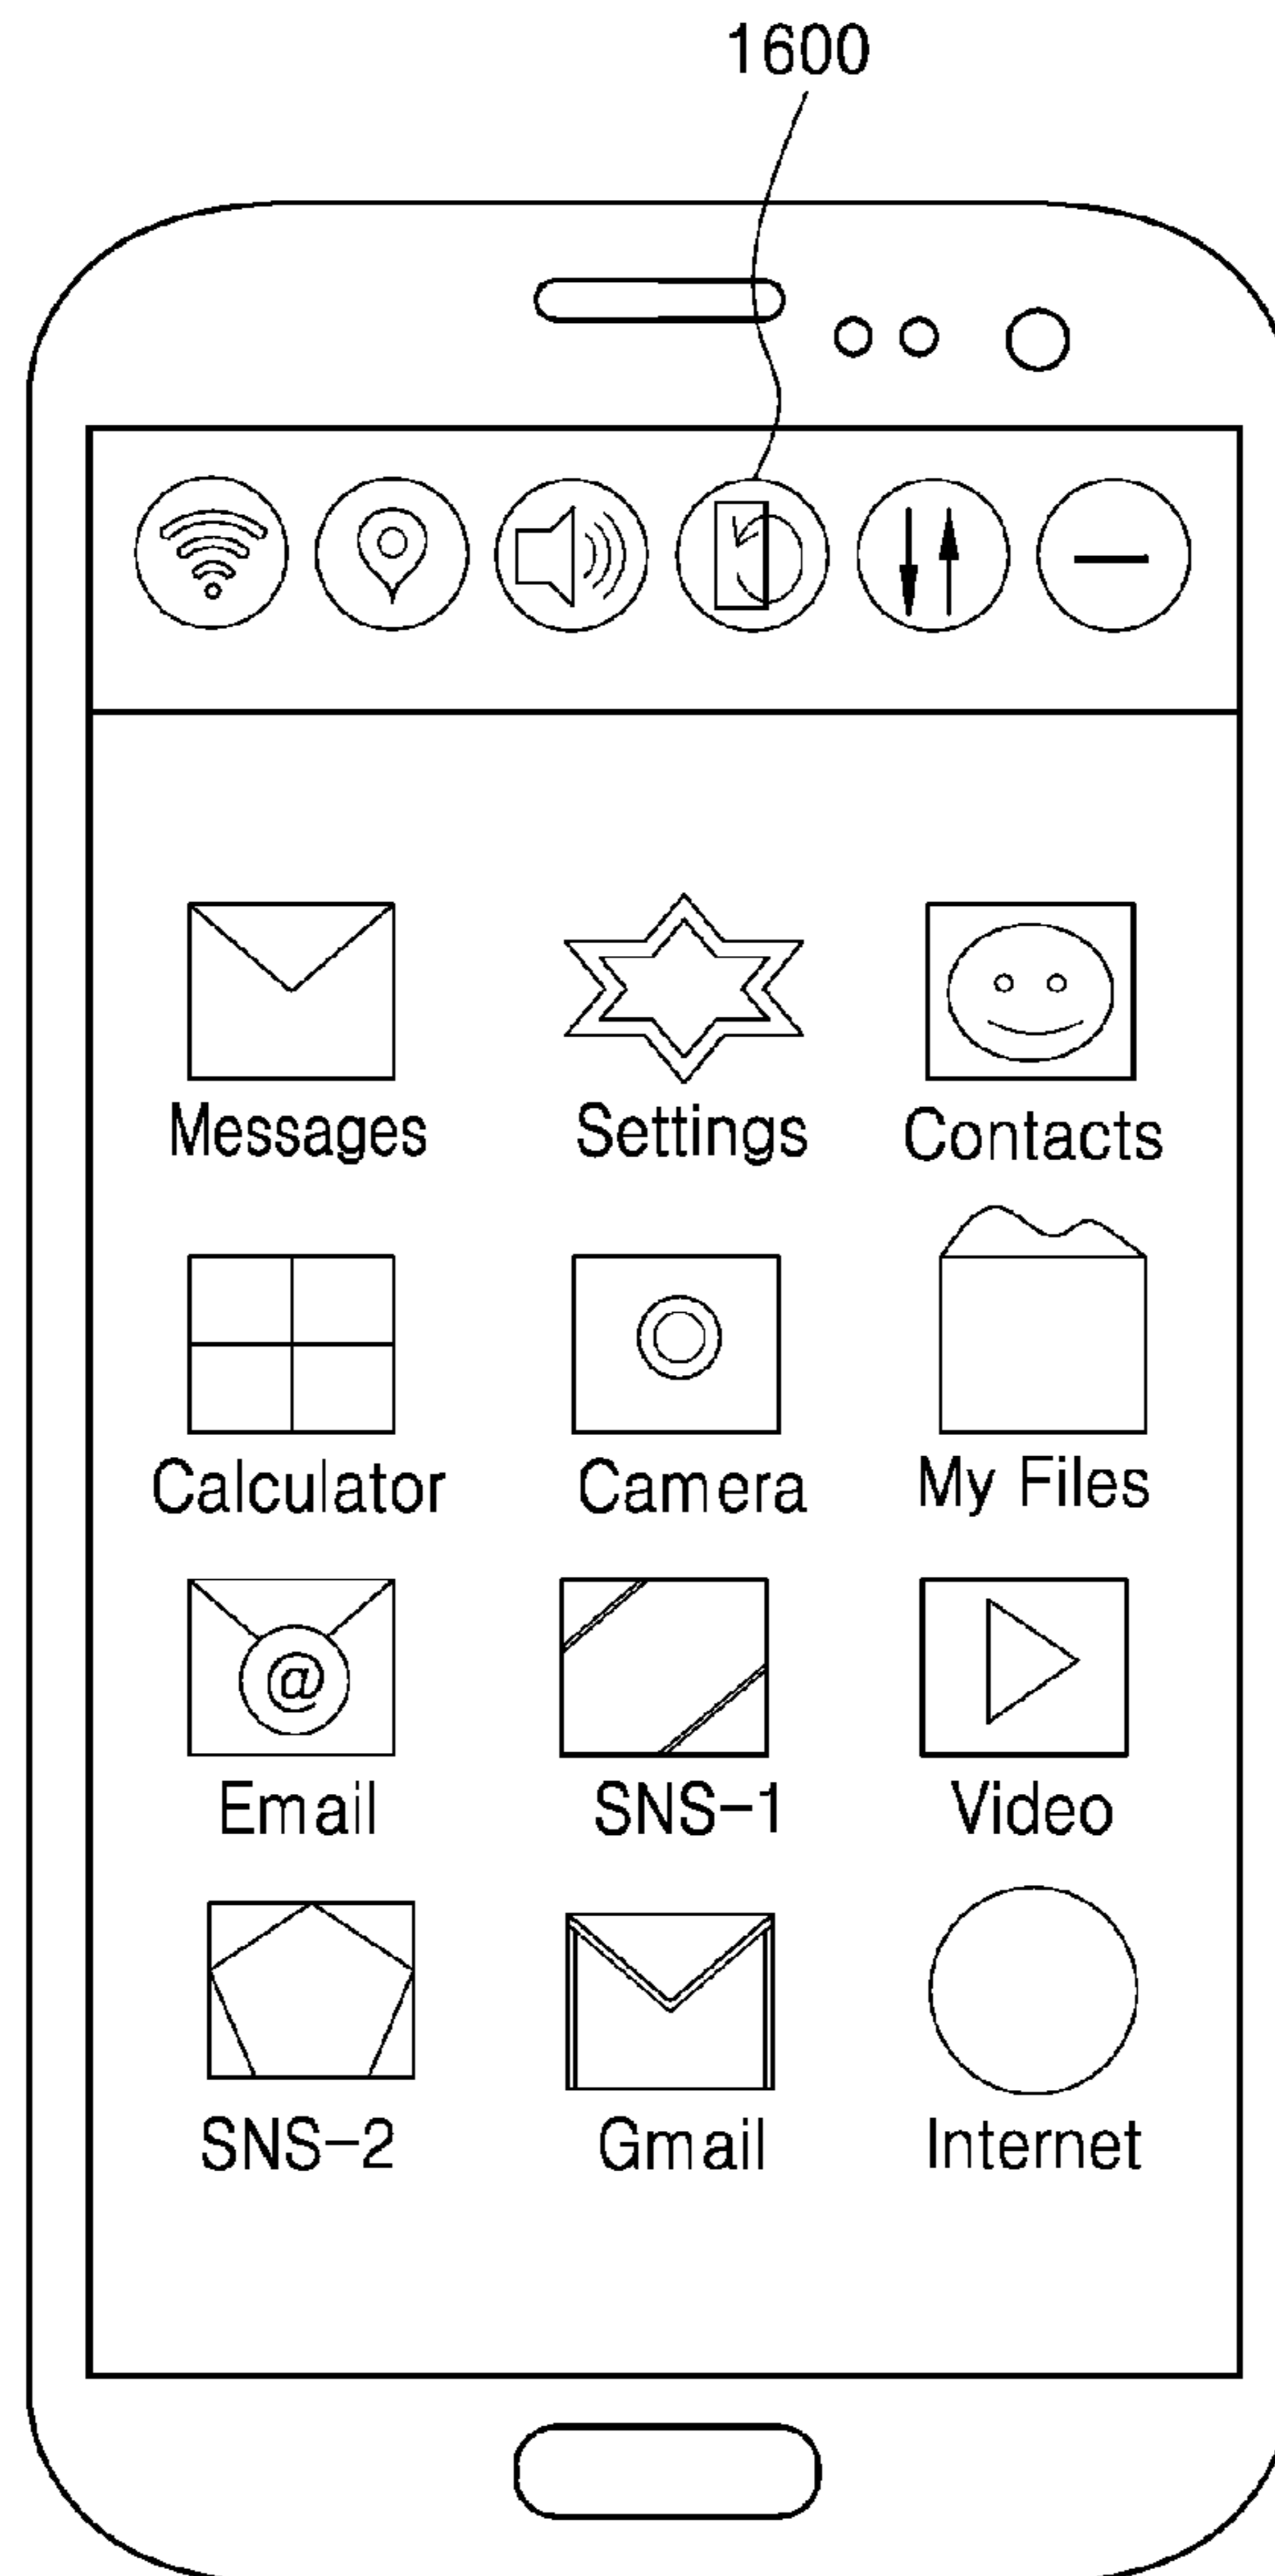 1600
Messages Settings Contacts
Calculator Camera My Files
@
Email SNS-1 Video
SNS-2 Gmail Internet